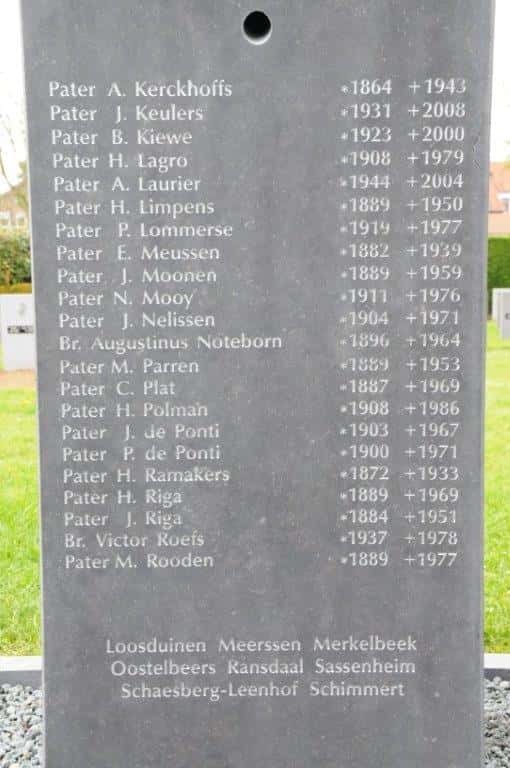 Pater A. Kerckhoffs *1864 +1943
Pater J. Keulers *1931 +2008
Pater B. Kiewe *1923 +2000
Pater H. Lagro *1908 +1979
Pater A. Laurier *1944 +2004
Pater H. Limpens *1889 +1950
Pater P. Lommerse *1919 +1977
Pater E. Meussen *1882 +1939
Pater J. Moonen *1889 +1959
Pater N. Mooy *1911 +1976
Pater J. Nelissen *1904 +1971
Br. Augustinus Noteborn *1896 +1964
Pater M. Parren *1889 +1953
Pater C. Plat *1887 +1969
Pater H. Polman *1908 +1986
Pater J. de Ponti *1903 +1967
Pater P. de Ponti *1900 +1971
Pater H. Ramakers *1872 +1933
Pater H. Riga *1889 +1969
Pater J. Riga *1884 +1951
Br. Victor Roefs *1937 +1978
Pater M. Rooden *1889 +1977
Loosduinen Meerssen Merkelbeek
Oostelbeers Ransdaal Sassenheim
Schaesberg-Leenhof Schimmert